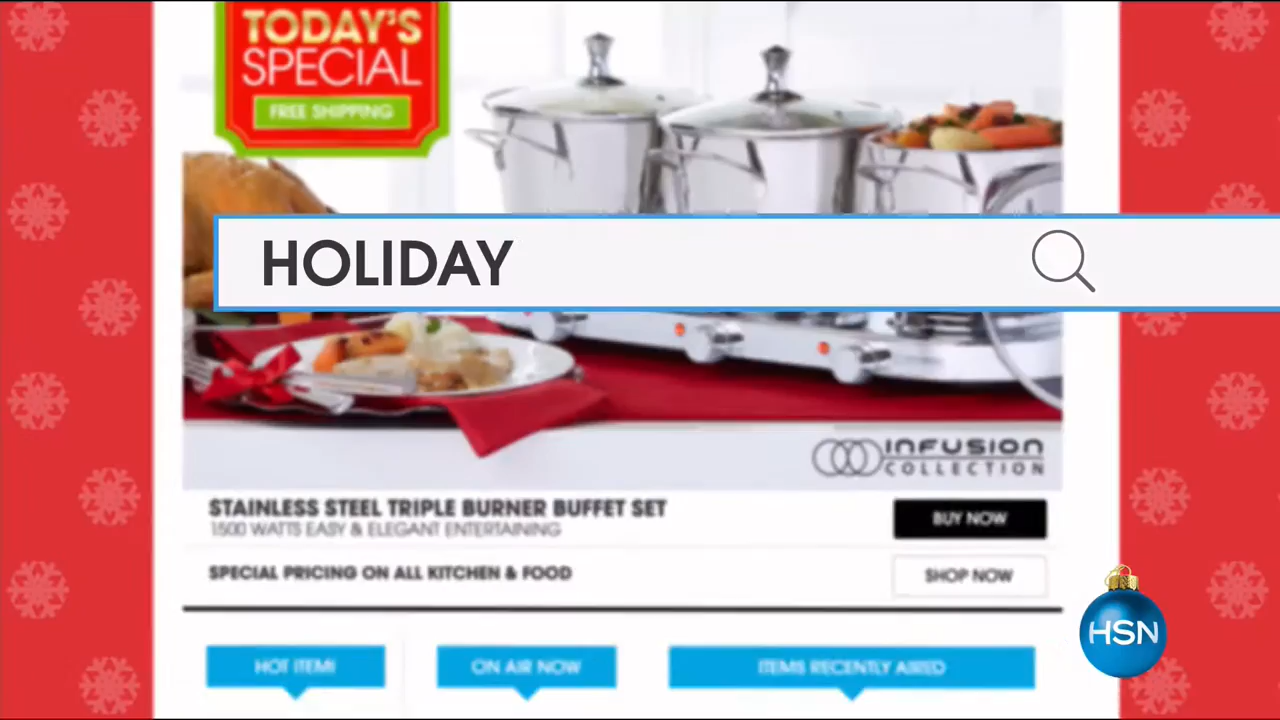 TODAY'S
SPECIAL
FREE SHIPPING
HOLIDAY
INFUSION
COLLECTION
STAINLESS STEEL TRIPLE BURNER BUFFET SET
1500 WATTS EASY & ELEGANT ENTERTAINING
BUY NOW
SPECIAL PRICING ON ALL KITCHEN & FOOD
SHOP NOW
HSN
HOT ITEM!
ON AIR NOW
ITEMS RECENTLY AIRED